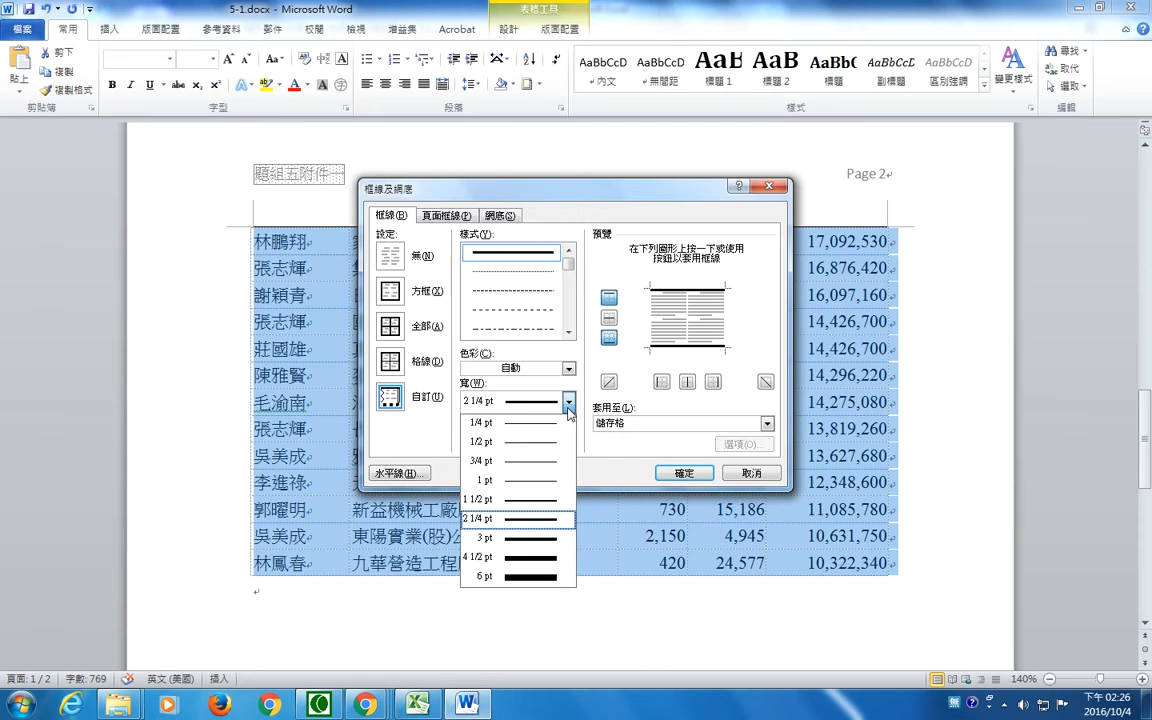 5-1.docx - Microsoft Word
表格工具
檔案 常用 插入 版面配置 參考資料 郵件 校閱 檢視 增益集 Acrobat 設計 版面配置
貼上 剪下 複製 複製格式
剪貼簿 字型 段落 樣式 編輯
AaBbCcD AaBbCcD AaB AaBb AaBb( AaBbCcD AaBbCcD AaBbCcD
內文 無間距 標題 1 標題 2 標題 副標題 區別強調
變更樣式 尋找 取代 選取
題組五附件一 Page 2
林鵬翔 17,092,530
張志輝 16,876,420
謝穎青 16,097,160
張志輝 14,426,700
莊國雄 14,426,700
陳雅賢 14,296,220
毛渝南 14,275,080
張志輝 13,819,260
吳美成 13,627,680
李進祿 12,348,600
郭曜明 新益機械工廠 730 15,186 11,085,780
吳美成 東陽實業(股)公 2,150 4,945 10,631,750
林鳳春 九華營造工程 420 24,577 10,322,340
框線及網底
框線(B) 頁面框線(P) 網底(S)
設定:
無(N)
方框(X)
全部(A)
格線(D)
自訂(U)
樣式(Y):
色彩(C):
自動
寬(W):
2 1/4 pt
1/4 pt
1/2 pt
3/4 pt
1 pt
1 1/2 pt
2 1/4 pt
3 pt
4 1/2 pt
6 pt
預覽
在下列圖形上按一下或使用
按鈕以套用框線
套用至(L):
儲存格
選項(O)...
水平線(H)... 確定 取消
頁面: 1 / 2 字數: 769 英文 (美國) 插入 140%
下午 02:26
2016/10/4